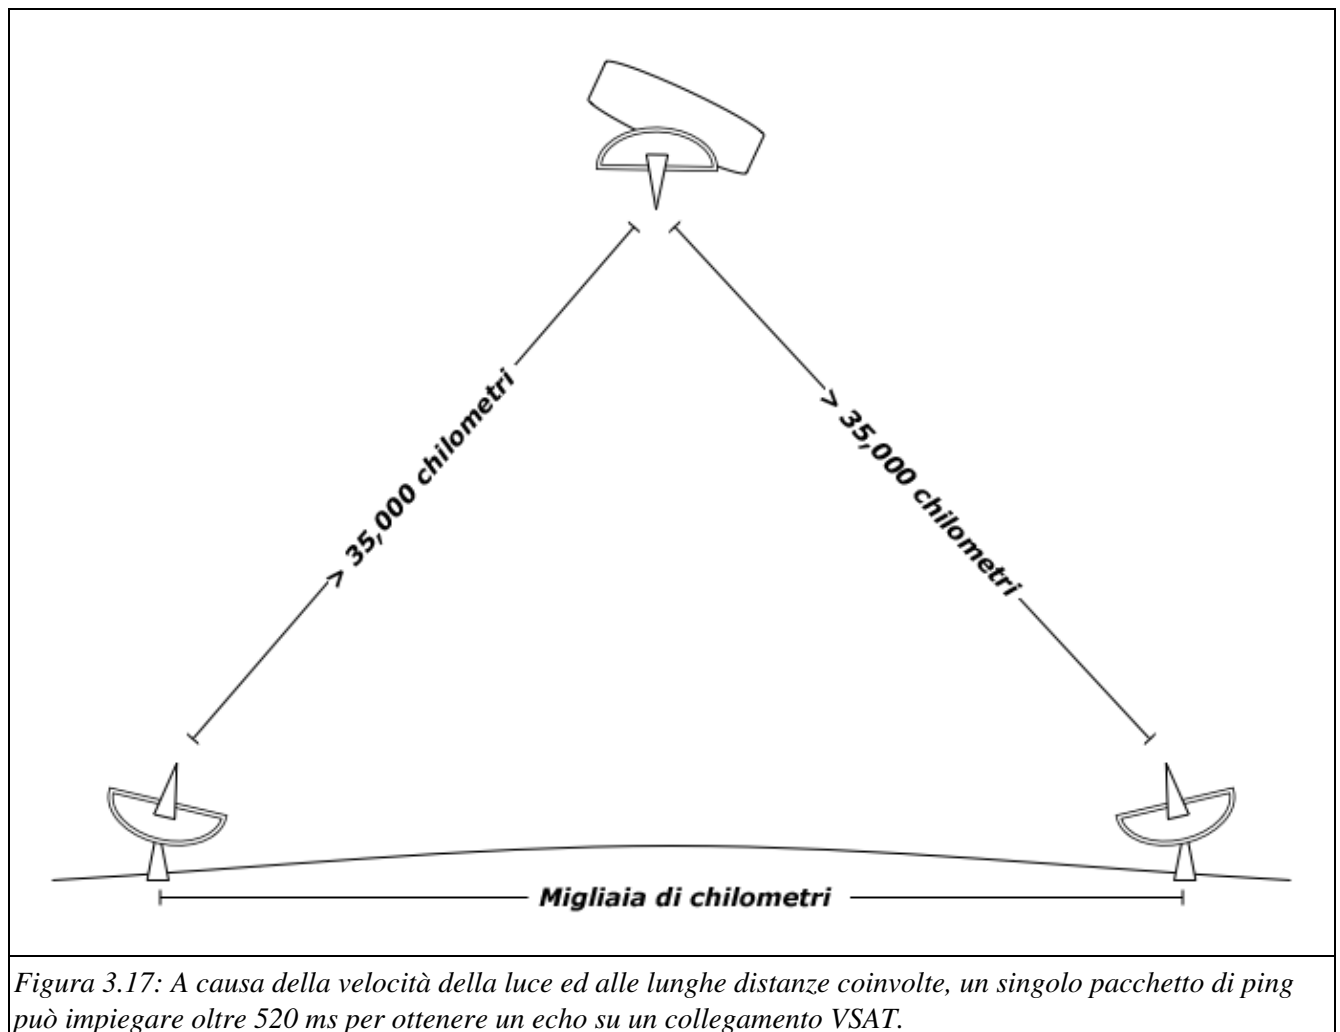 > 35,000 chilometri
> 35,000 chilometri
Migliaia di chilometri
Figura 3.17: A causa della velocità della luce ed alle lunghe distanze coinvolte, un singolo pacchetto di ping
può impiegare oltre 520 ms per ottenere un echo su un collegamento VSAT.